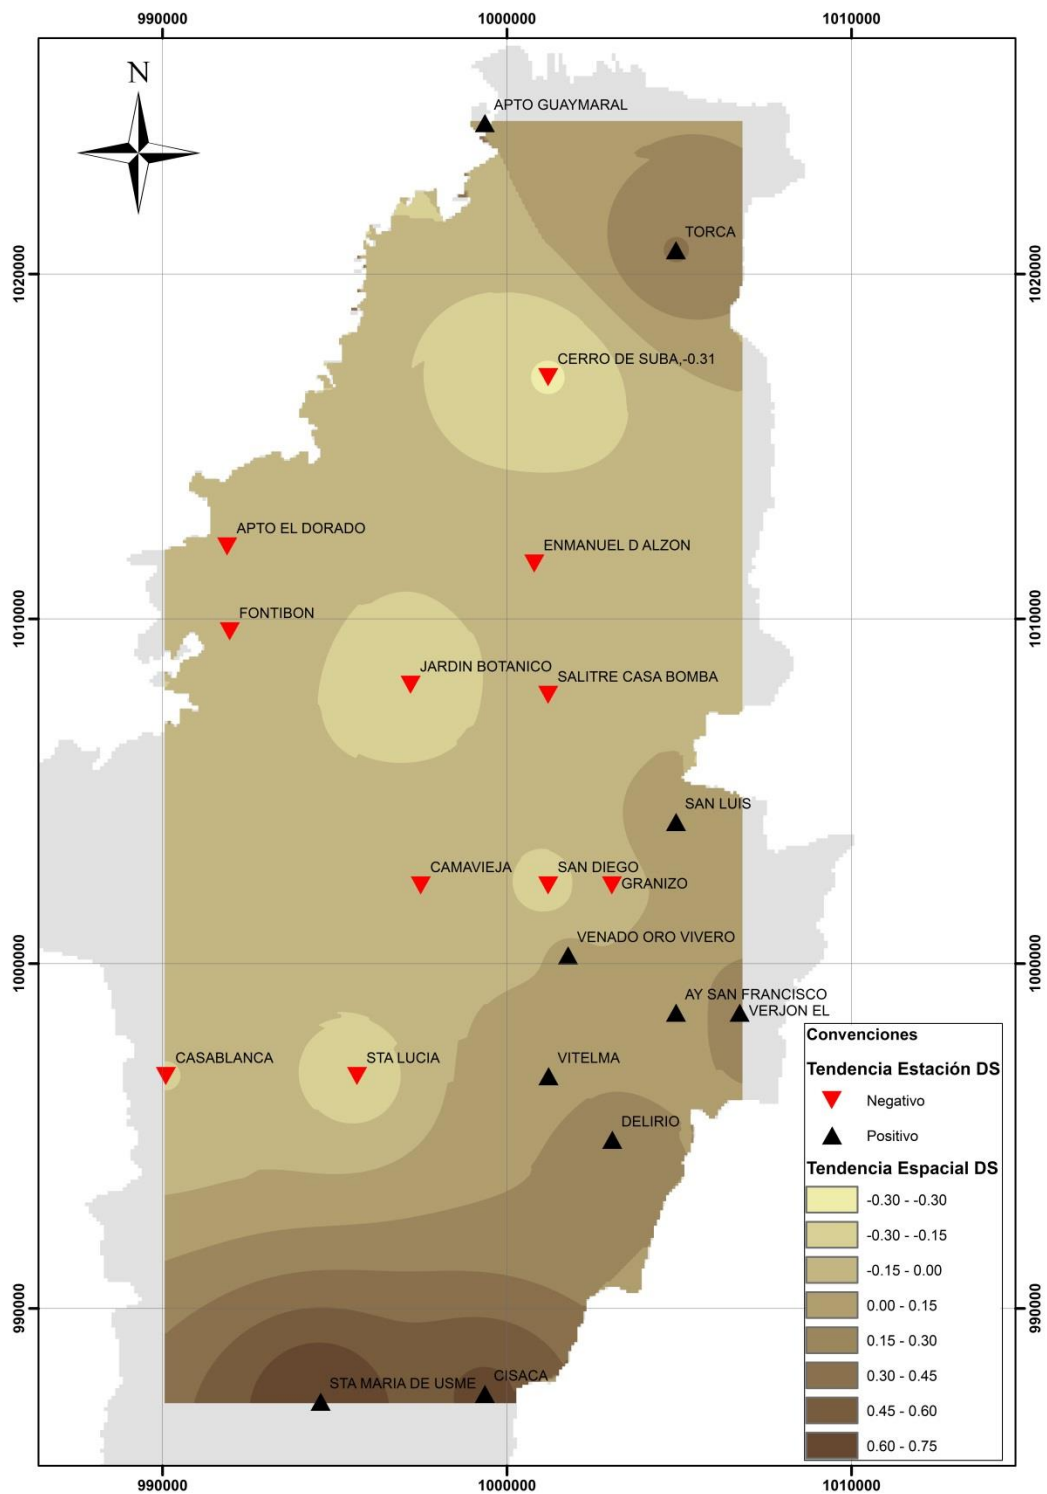 990000
1000000
1010000
N
APTO GUAYMARAL
TORCA
1020000
1020000
CERRO DE SUBA,-0.31
APTO EL DORADO
ENMANUEL D ALZON
FONTIBON
1010000
1010000
JARDIN BOTANICO
SALITRE CASA BOMBA
SAN LUIS
CAMAVIEJA
SAN DIEGO
GRANIZO
VENADO ORO VIVERO
1000000
1000000
AY SAN FRANCISCO
VERJON EL
CASABLANCA
STA LUCIA
VITELMA
DELIRIO
990000
990000
STA MARIA DE USME
CISACA
Convenciones
Tendencia Estación DS
Negativo
Positivo
Tendencia Espacial DS
-0.30 - -0.30
-0.30 - -0.15
-0.15 - 0.00
0.00 - 0.15
0.15 - 0.30
0.30 - 0.45
0.45 - 0.60
0.60 - 0.75
990000
1000000
1010000